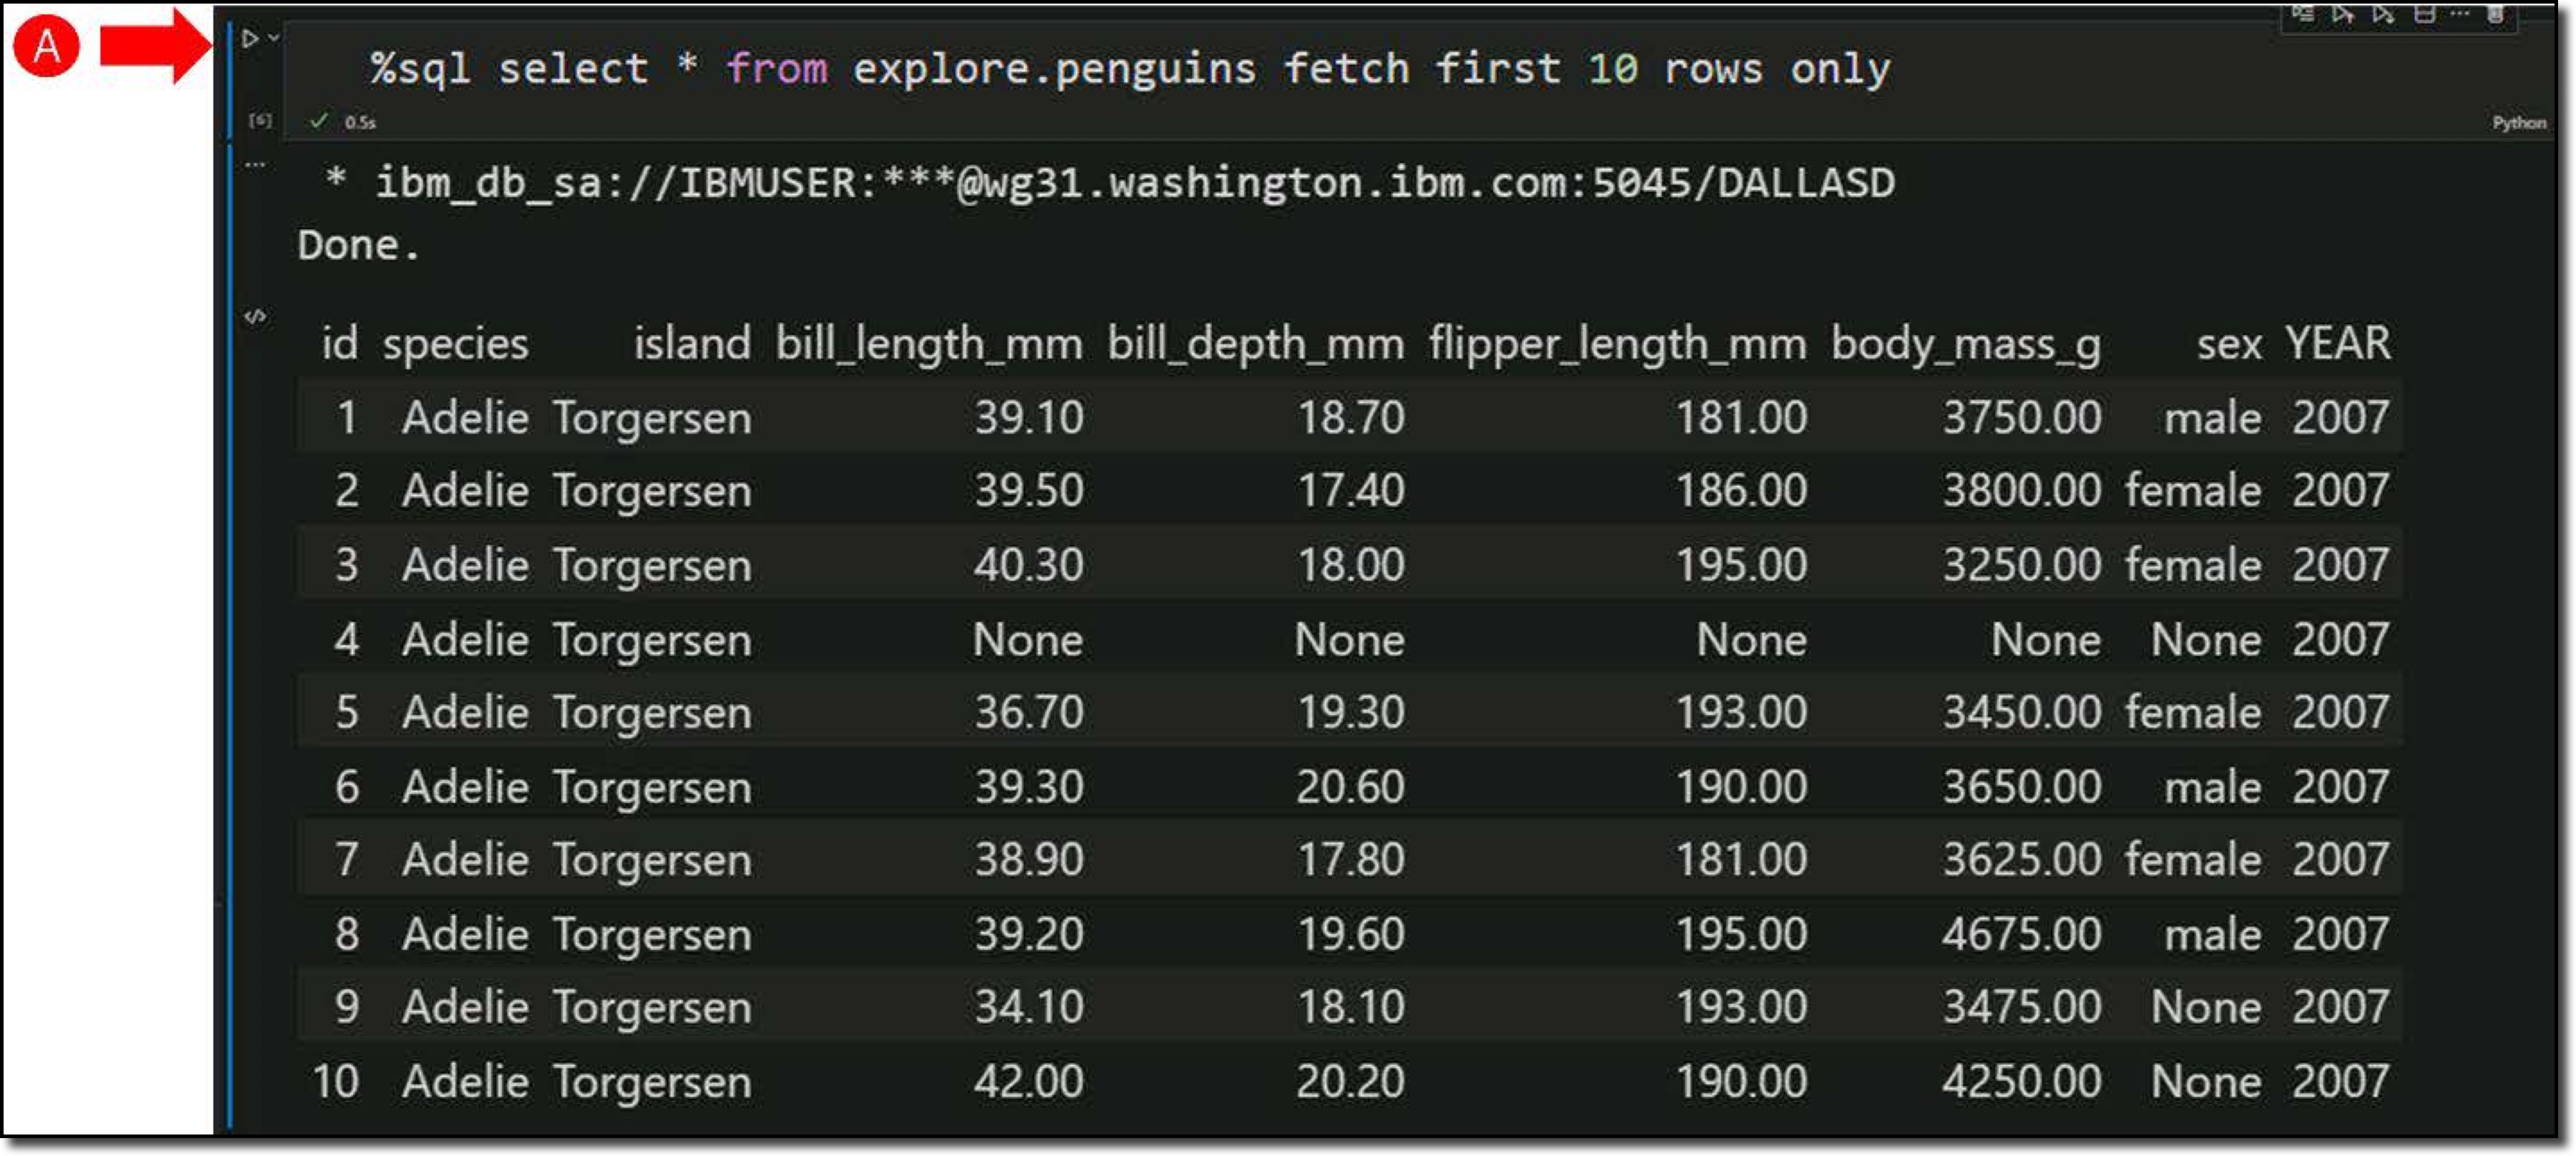 A
%sql select * from explore.penguins fetch first 10 rows only
[6] 0.5s Python
* ibm_db_sa://IBMUSER:***@wg31.washington.ibm.com:5045/DALLASD
Done.
id species island bill_length_mm bill_depth_mm flipper_length_mm body_mass_g sex YEAR
1 Adelie Torgersen 39.10 18.70 181.00 3750.00 male 2007
2 Adelie Torgersen 39.50 17.40 186.00 3800.00 female 2007
3 Adelie Torgersen 40.30 18.00 195.00 3250.00 female 2007
4 Adelie Torgersen None None None None None 2007
5 Adelie Torgersen 36.70 19.30 193.00 3450.00 female 2007
6 Adelie Torgersen 39.30 20.60 190.00 3650.00 male 2007
7 Adelie Torgersen 38.90 17.80 181.00 3625.00 female 2007
8 Adelie Torgersen 39.20 19.60 195.00 4675.00 male 2007
9 Adelie Torgersen 34.10 18.10 193.00 3475.00 None 2007
10 Adelie Torgersen 42.00 20.20 190.00 4250.00 None 2007